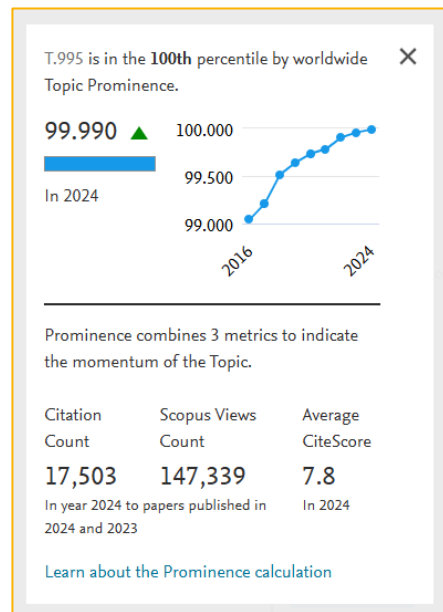 T.995 is in the 100th percentile by worldwide
Topic Prominence.
99.990
In 2024
100.000
99.500
99.000
2016
2024
Prominence combines 3 metrics to indicate
the momentum of the Topic.
Citation Count
Scopus Views Count
Average CiteScore
17,503
147,339
7.8
In year 2024 to papers published in
2024 and 2023
In 2024
Learn about the Prominence calculation